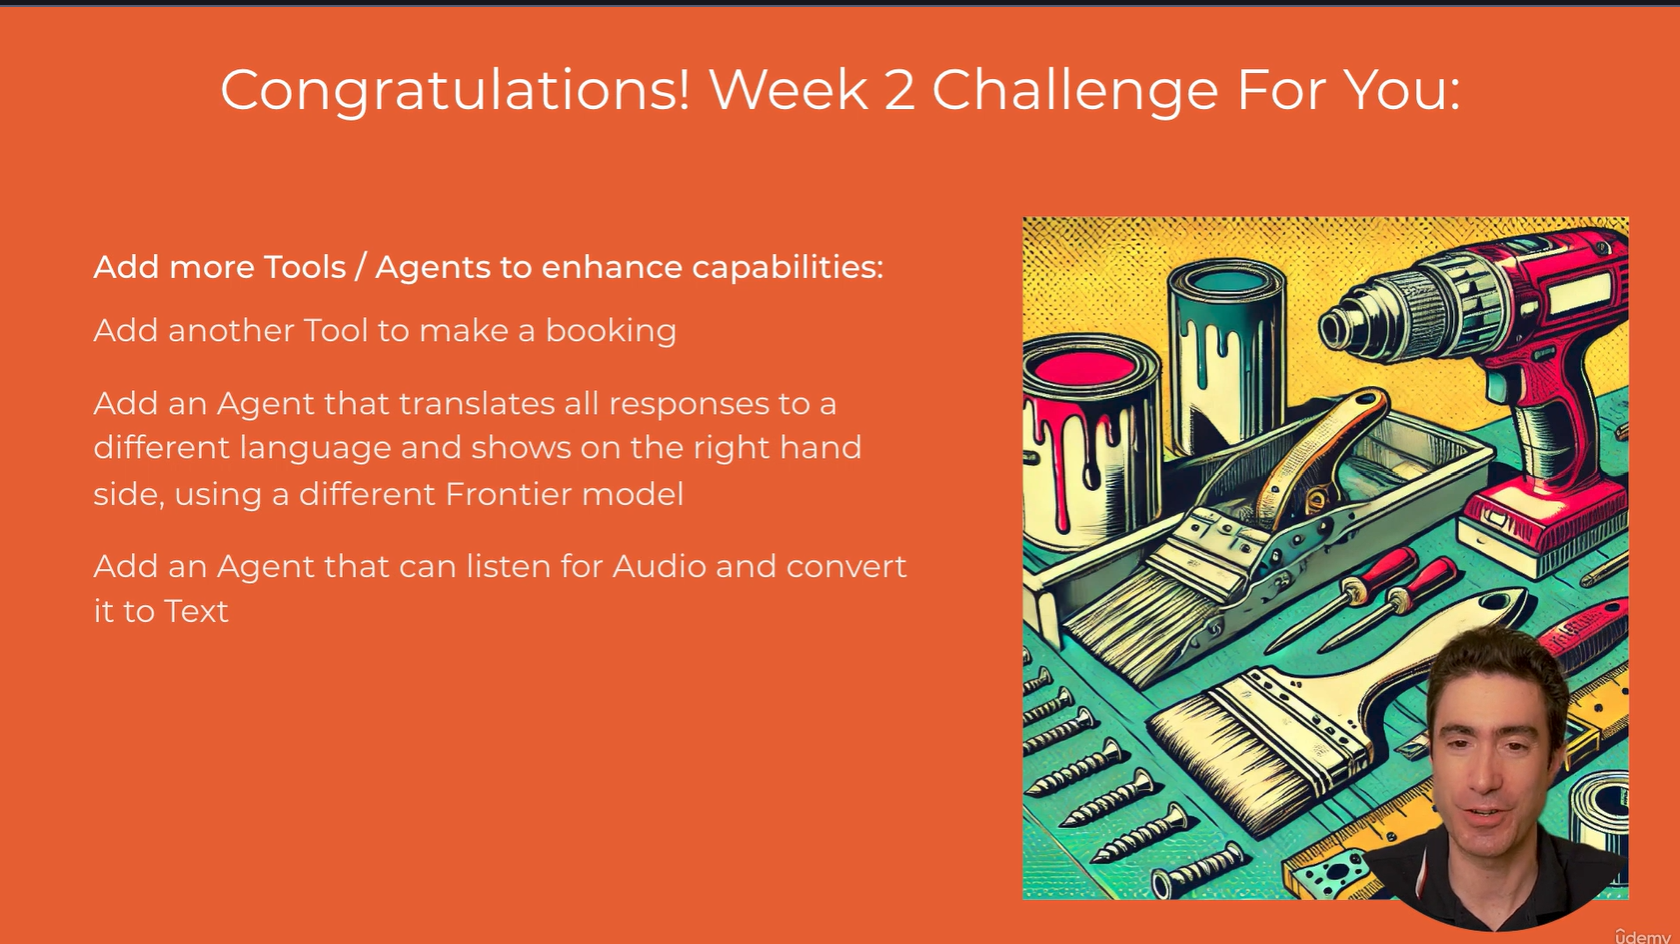 Congratulations! Week 2 Challenge For You:
Add more Tools / Agents to enhance capabilities:
Add another Tool to make a booking
Add an Agent that translates all responses to a
different language and shows on the right hand
side, using a different Frontier model
Add an Agent that can listen for Audio and convert
it to Text
ûdemy